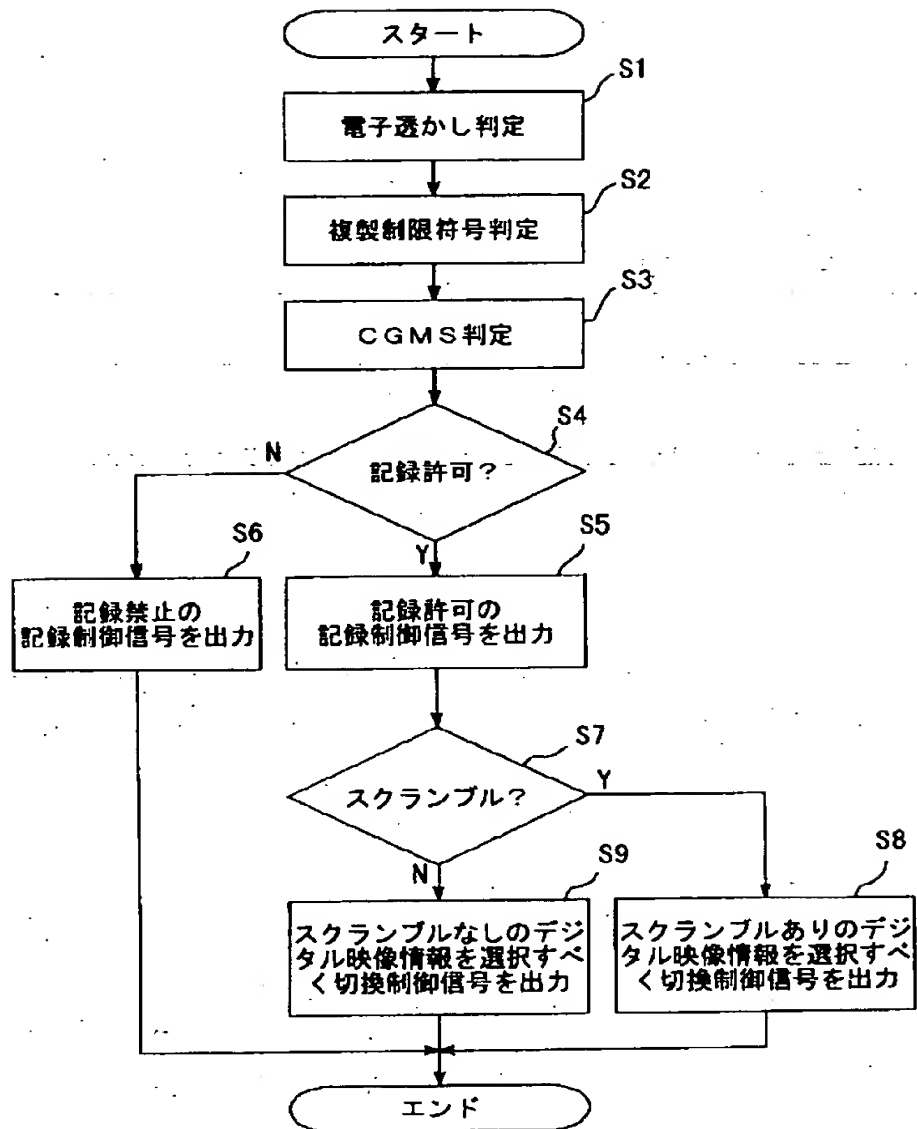 スタート
S1
電子透かし判定
S2
複製制限符号判定
S3
CGMS判定
S4
N
記録許可?
S6
Y
S5
記録禁止の
記録制御信号を出力
記録許可の
記録制御信号を出力
S7
スクランブル?
Y
N
S9
S8
スクランブルなしのデジ
タル映像情報を選択すべ
く切換制御信号を出力
スクランブルありのデジ
タル映像情報を選択すべ
く切換制御信号を出力
エンド